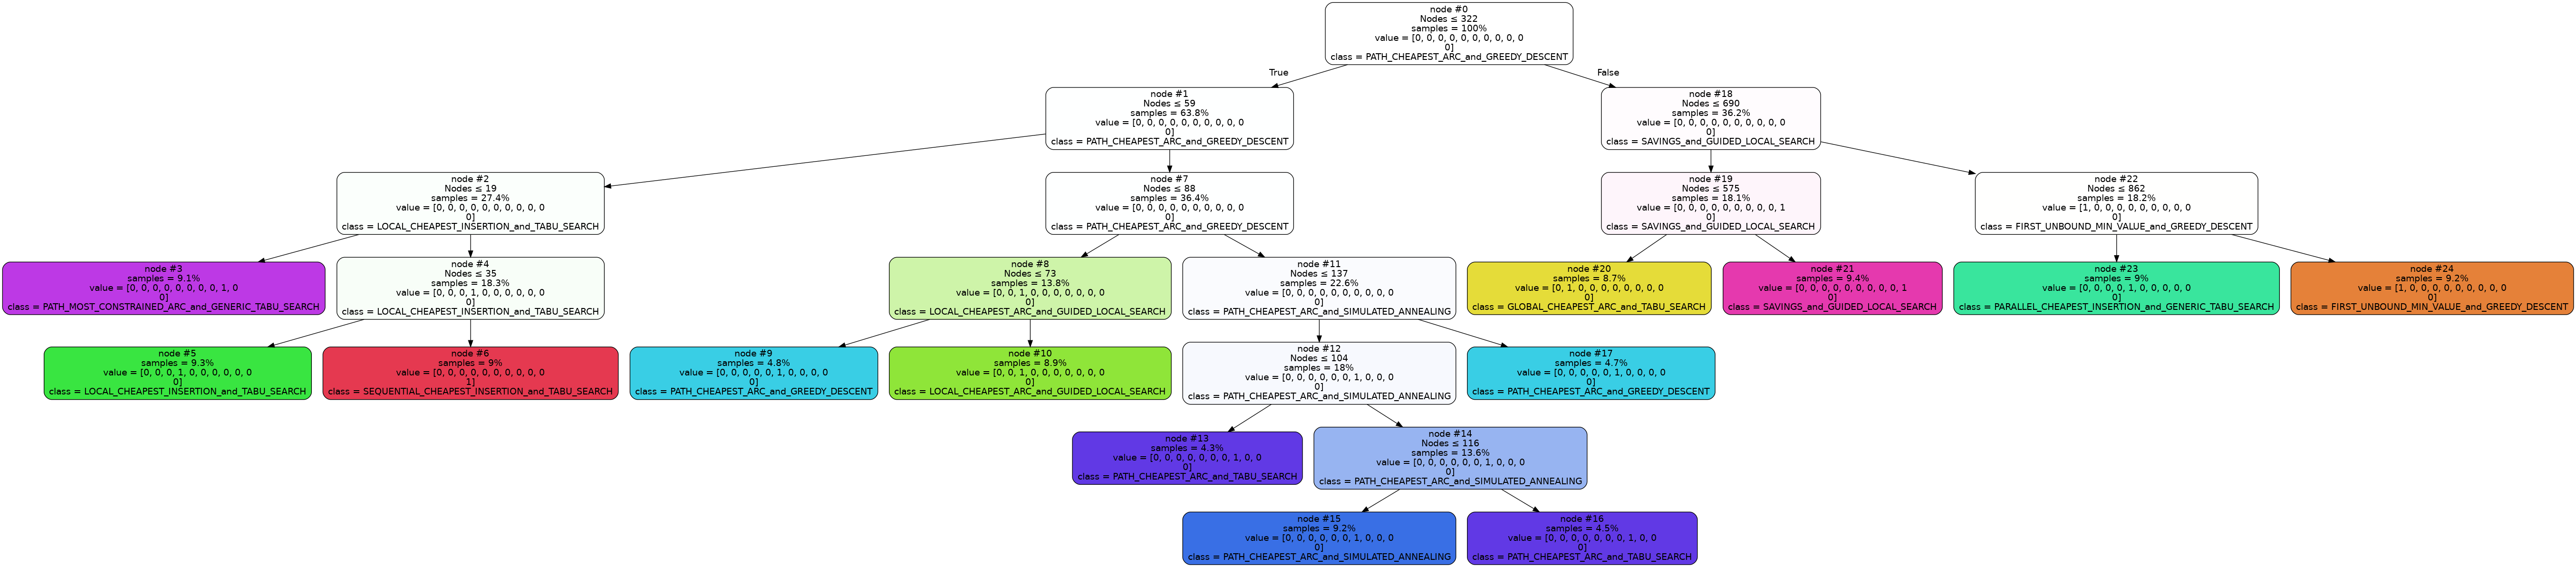 node #0
Nodes ≤ 322
samples = 100%
value = [0, 0, 0, 0, 0, 0, 0, 0, 0, 0
0]
class = PATH_CHEAPEST_ARC_and_GREEDY_DESCENT
True
False
node #1
Nodes ≤ 59
samples = 63.8%
value = [0, 0, 0, 0, 0, 0, 0, 0, 0, 0
0]
class = PATH_CHEAPEST_ARC_and_GREEDY_DESCENT
node #18
Nodes ≤ 690
samples = 36.2%
value = [0, 0, 0, 0, 0, 0, 0, 0, 0, 0
0]
class = SAVINGS_and_GUIDED_LOCAL_SEARCH
node #2
Nodes ≤ 19
samples = 27.4%
value = [0, 0, 0, 0, 0, 0, 0, 0, 0, 0
0]
class = LOCAL_CHEAPEST_INSERTION_and_TABU_SEARCH
node #7
Nodes ≤ 88
samples = 36.4%
value = [0, 0, 0, 0, 0, 0, 0, 0, 0, 0
0]
class = PATH_CHEAPEST_ARC_and_GREEDY_DESCENT
node #19
Nodes ≤ 575
samples = 18.1%
value = [0, 0, 0, 0, 0, 0, 0, 0, 0, 1
0]
class = SAVINGS_and_GUIDED_LOCAL_SEARCH
node #22
Nodes ≤ 862
samples = 18.2%
value = [1, 0, 0, 0, 0, 0, 0, 0, 0, 0
0]
class = FIRST_UNBOUND_MIN_VALUE_and_GREEDY_DESCENT
node #3
samples = 9.1%
value = [0, 0, 0, 0, 0, 0, 0, 0, 1, 0
0]
class = PATH_MOST_CONSTRAINED_ARC_and_GENERIC_TABU_SEARCH
node #4
Nodes ≤ 35
samples = 18.3%
value = [0, 0, 0, 1, 0, 0, 0, 0, 0, 0
0]
class = LOCAL_CHEAPEST_INSERTION_and_TABU_SEARCH
node #8
Nodes ≤ 73
samples = 13.8%
value = [0, 0, 1, 0, 0, 0, 0, 0, 0, 0
0]
class = LOCAL_CHEAPEST_ARC_and_GUIDED_LOCAL_SEARCH
node #11
Nodes ≤ 137
samples = 22.6%
value = [0, 0, 0, 0, 0, 0, 0, 0, 0, 0
0]
class = PATH_CHEAPEST_ARC_and_SIMULATED_ANNEALING
node #20
samples = 8.7%
value = [0, 1, 0, 0, 0, 0, 0, 0, 0, 0
0]
class = GLOBAL_CHEAPEST_ARC_and_TABU_SEARCH
node #21
samples = 9.4%
value = [0, 0, 0, 0, 0, 0, 0, 0, 0, 1
0]
class = SAVINGS_and_GUIDED_LOCAL_SEARCH
node #23
samples = 9%
value = [0, 0, 0, 0, 1, 0, 0, 0, 0, 0
0]
class = PARALLEL_CHEAPEST_INSERTION_and_GENERIC_TABU_SEARCH
node #24
samples = 9.2%
value = [1, 0, 0, 0, 0, 0, 0, 0, 0, 0
0]
class = FIRST_UNBOUND_MIN_VALUE_and_GREEDY_DESCENT
node #5
samples = 9.3%
value = [0, 0, 0, 1, 0, 0, 0, 0, 0, 0
0]
class = LOCAL_CHEAPEST_INSERTION_and_TABU_SEARCH
node #6
samples = 9%
value = [0, 0, 0, 0, 0, 0, 0, 0, 0, 0
1]
class = SEQUENTIAL_CHEAPEST_INSERTION_and_TABU_SEARCH
node #9
samples = 4.8%
value = [0, 0, 0, 0, 0, 1, 0, 0, 0, 0
0]
class = PATH_CHEAPEST_ARC_and_GREEDY_DESCENT
node #10
samples = 8.9%
value = [0, 0, 1, 0, 0, 0, 0, 0, 0, 0
0]
class = LOCAL_CHEAPEST_ARC_and_GUIDED_LOCAL_SEARCH
node #12
Nodes ≤ 104
samples = 18%
value = [0, 0, 0, 0, 0, 0, 1, 0, 0, 0
0]
class = PATH_CHEAPEST_ARC_and_SIMULATED_ANNEALING
node #17
samples = 4.7%
value = [0, 0, 0, 0, 0, 1, 0, 0, 0, 0
0]
class = PATH_CHEAPEST_ARC_and_GREEDY_DESCENT
node #13
samples = 4.3%
value = [0, 0, 0, 0, 0, 0, 0, 1, 0, 0
0]
class = PATH_CHEAPEST_ARC_and_TABU_SEARCH
node #14
Nodes ≤ 116
samples = 13.6%
value = [0, 0, 0, 0, 0, 0, 1, 0, 0, 0
0]
class = PATH_CHEAPEST_ARC_and_SIMULATED_ANNEALING
node #15
samples = 9.2%
value = [0, 0, 0, 0, 0, 0, 1, 0, 0, 0
0]
class = PATH_CHEAPEST_ARC_and_SIMULATED_ANNEALING
node #16
samples = 4.5%
value = [0, 0, 0, 0, 0, 0, 0, 1, 0, 0
0]
class = PATH_CHEAPEST_ARC_and_TABU_SEARCH